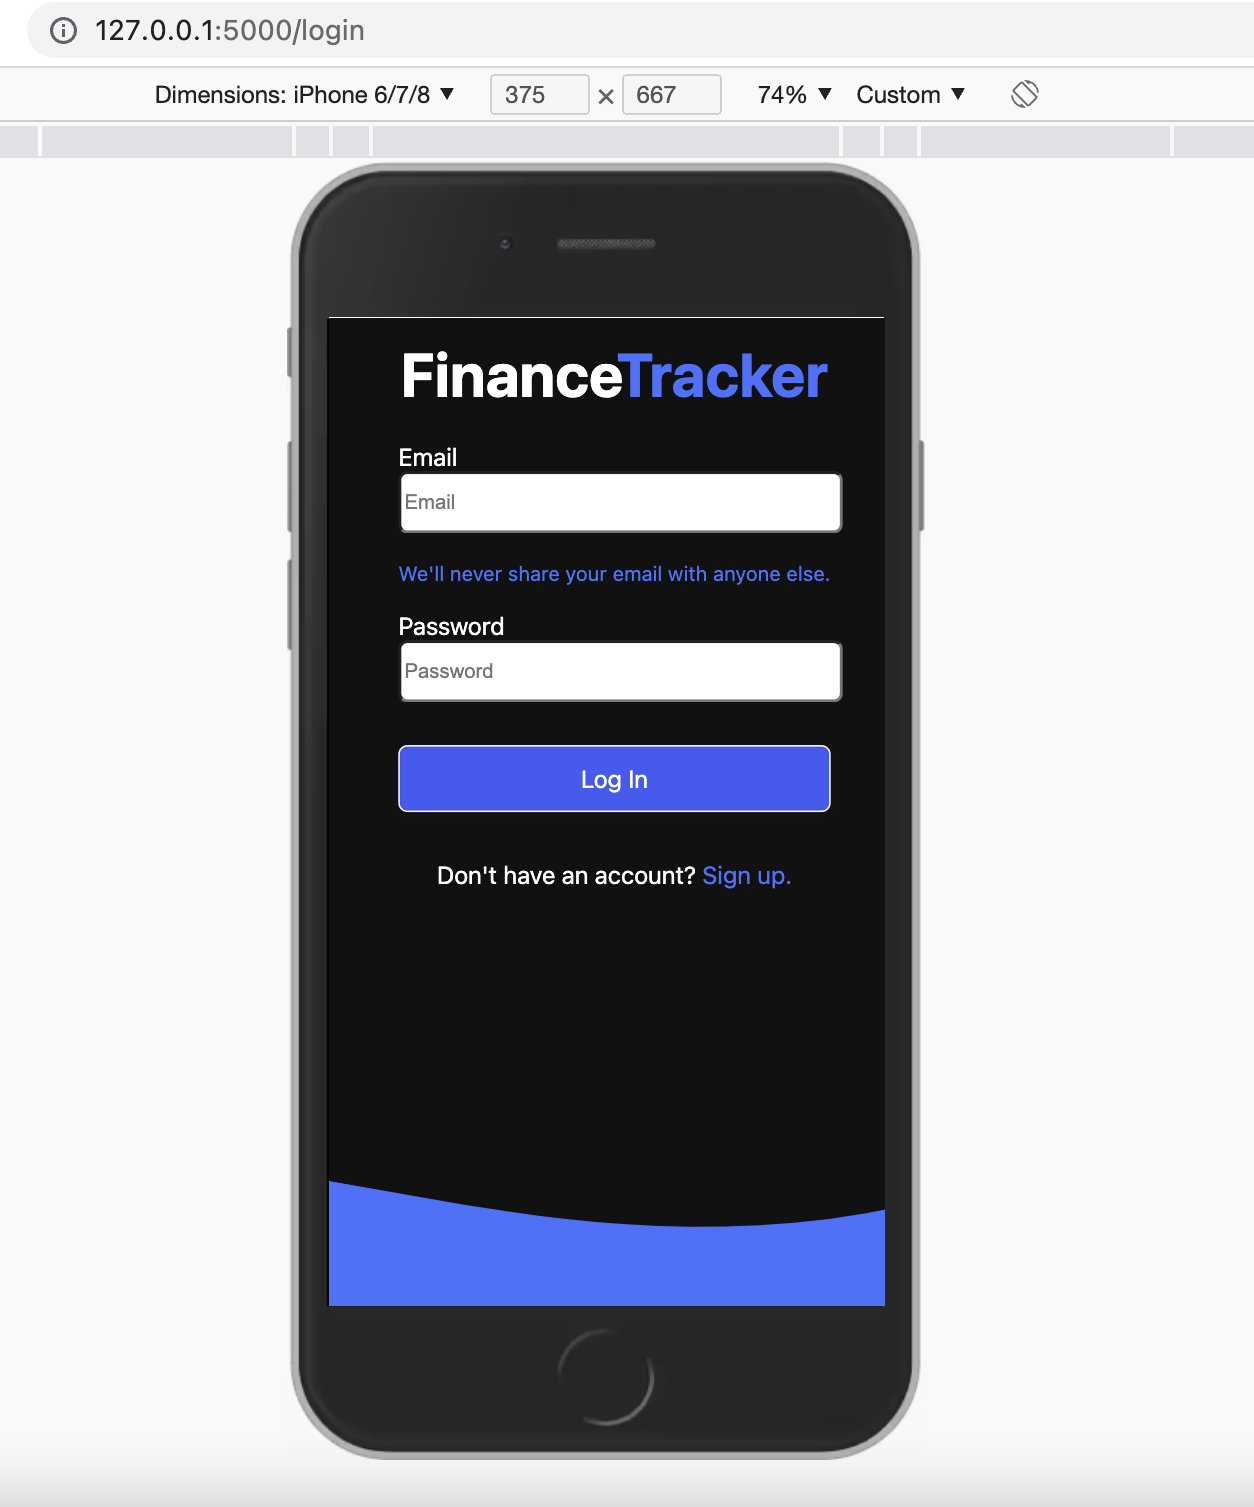 127.0.0.1:5000/login
Dimensions: iPhone 6/7/8 ▼ 375 × 667 74% ▼ Custom ▼
FinanceTracker
Email
Email
We'll never share your email with anyone else.
Password
Password
Log In
Don't have an account? Sign up.